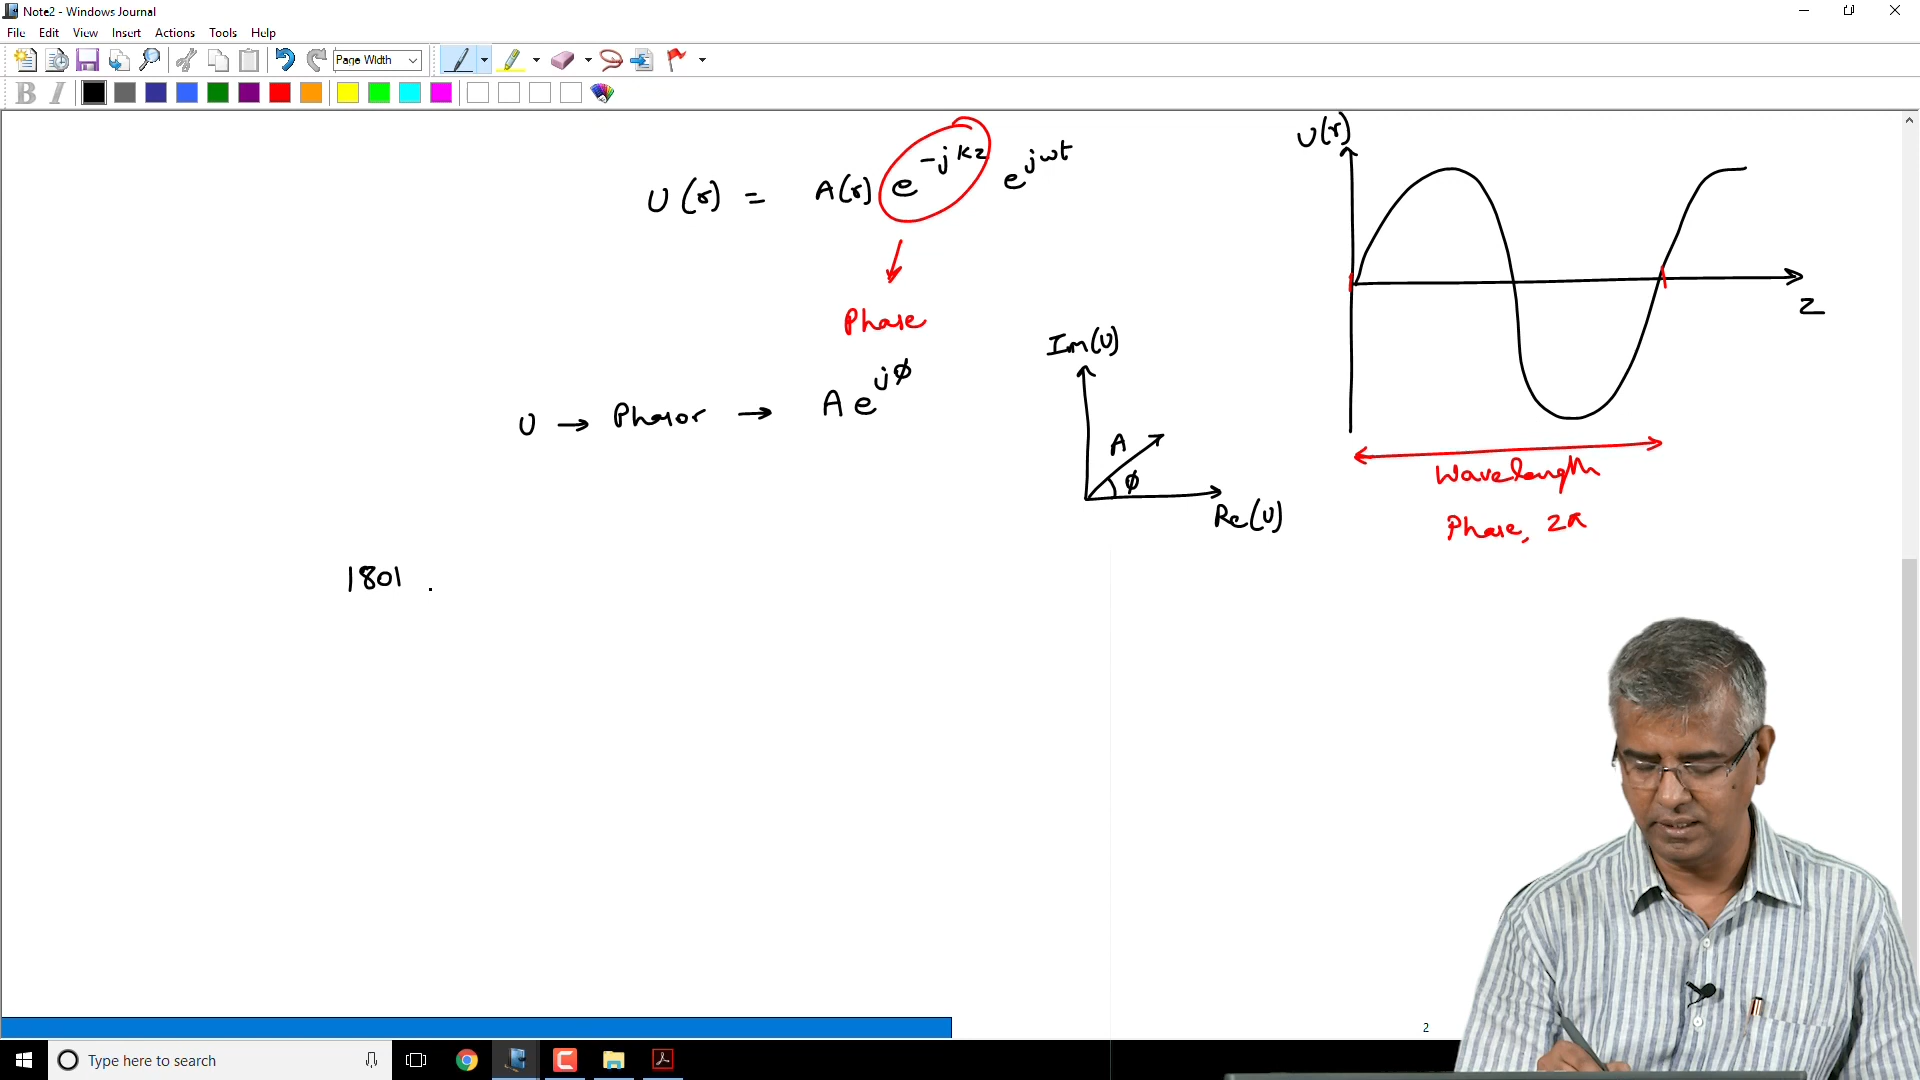 Note2 - Windows Journal
File Edit View Insert Actions Tools Help
Page Width
B I
U(r) = A(r) e^-jkz e^jωt
Phase
U → Phasor → A e^jφ
Im(U)
A
φ
Re(U)
U(r)
z
Wavelength
Phase, 2π
1801 .
2
Type here to search